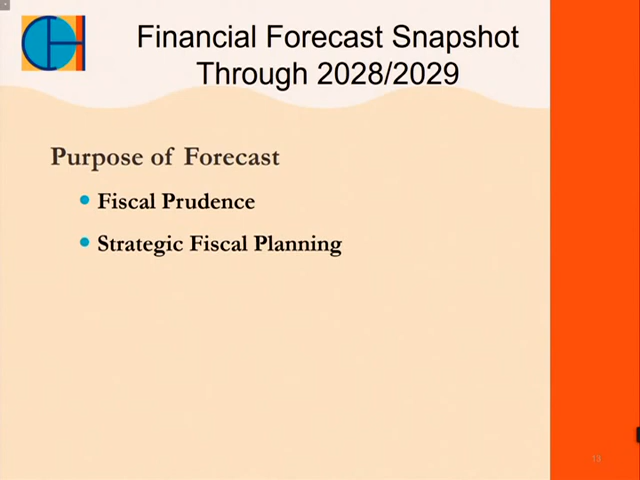 Financial Forecast Snapshot
Through 2028/2029
Purpose of Forecast
Fiscal Prudence
Strategic Fiscal Planning
13